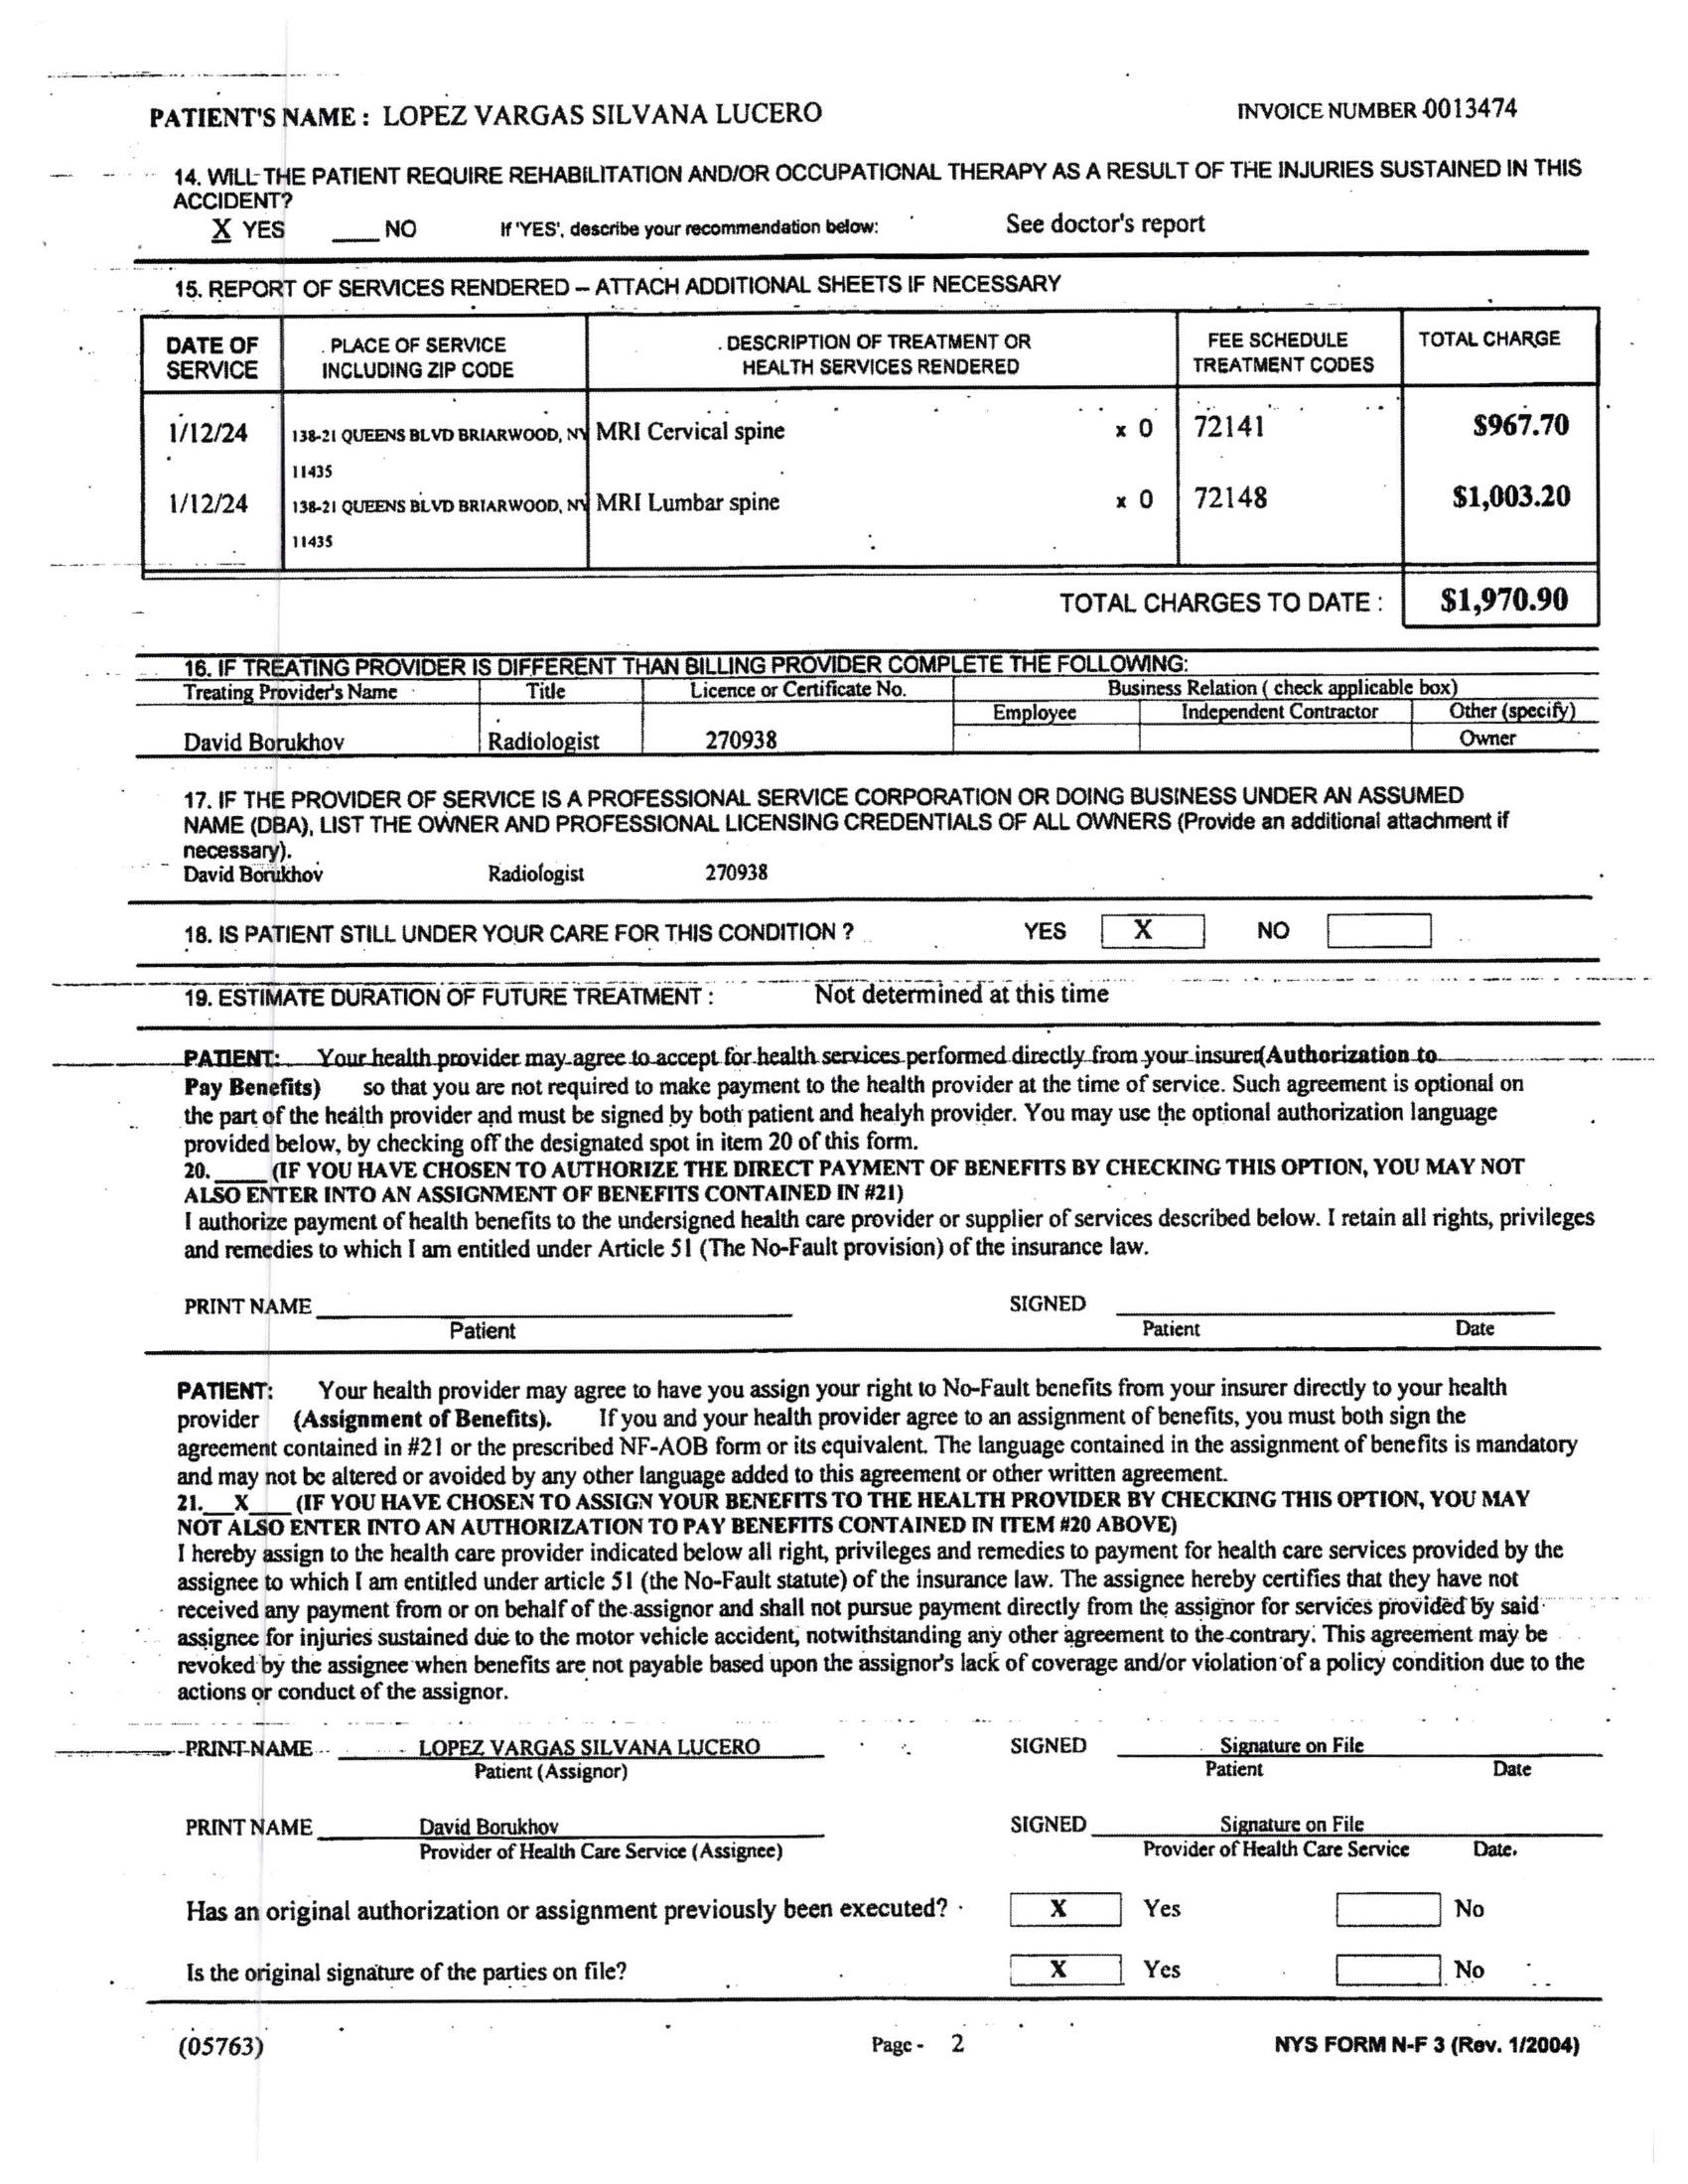 PATIENT'S NAME : LOPEZ VARGAS SILVANA LUCERO INVOICE NUMBER 0013474
14. WILL THE PATIENT REQUIRE REHABILITATION AND/OR OCCUPATIONAL THERAPY AS A RESULT OF THE INJURIES SUSTAINED IN THIS
ACCIDENT?
X YES ___ NO If 'YES', describe your recommendation below: See doctor's report
15. REPORT OF SERVICES RENDERED – ATTACH ADDITIONAL SHEETS IF NECESSARY
DATE OF SERVICE PLACE OF SERVICE INCLUDING ZIP CODE DESCRIPTION OF TREATMENT OR HEALTH SERVICES RENDERED FEE SCHEDULE TREATMENT CODES TOTAL CHARGE
1/12/24 138-21 QUEENS BLVD BRIARWOOD, NY MRI Cervical spine x 0 72141 $967.70
11435
1/12/24 138-21 QUEENS BLVD BRIARWOOD, NY MRI Lumbar spine x 0 72148 $1,003.20
11435
TOTAL CHARGES TO DATE : $1,970.90
16. IF TREATING PROVIDER IS DIFFERENT THAN BILLING PROVIDER COMPLETE THE FOLLOWING:
Treating Provider's Name Title Licence or Certificate No. Business Relation ( check applicable box)
Employee Independent Contractor Other (specify)
David Borukhov Radiologist 270938 Owner
17. IF THE PROVIDER OF SERVICE IS A PROFESSIONAL SERVICE CORPORATION OR DOING BUSINESS UNDER AN ASSUMED
NAME (DBA), LIST THE OWNER AND PROFESSIONAL LICENSING CREDENTIALS OF ALL OWNERS (Provide an additional attachment if
necessary).
David Borukhov Radiologist 270938
18. IS PATIENT STILL UNDER YOUR CARE FOR THIS CONDITION ? YES X NO
19. ESTIMATE DURATION OF FUTURE TREATMENT : Not determined at this time
PATIENT: Your health provider may agree to accept for health services performed directly from your insurer(Authorization to
Pay Benefits) so that you are not required to make payment to the health provider at the time of service. Such agreement is optional on
the part of the health provider and must be signed by both patient and healyh provider. You may use the optional authorization language
provided below, by checking off the designated spot in item 20 of this form.
20. ____ (IF YOU HAVE CHOSEN TO AUTHORIZE THE DIRECT PAYMENT OF BENEFITS BY CHECKING THIS OPTION, YOU MAY NOT
ALSO ENTER INTO AN ASSIGNMENT OF BENEFITS CONTAINED IN #21)
I authorize payment of health benefits to the undersigned health care provider or supplier of services described below. I retain all rights, privileges
and remedies to which I am entitled under Article 51 (The No-Fault provision) of the insurance law.
PRINT NAME SIGNED
Patient Patient Date
PATIENT: Your health provider may agree to have you assign your right to No-Fault benefits from your insurer directly to your health
provider (Assignment of Benefits). If you and your health provider agree to an assignment of benefits, you must both sign the
agreement contained in #21 or the prescribed NF-AOB form or its equivalent. The language contained in the assignment of benefits is mandatory
and may not be altered or avoided by any other language added to this agreement or other written agreement.
21.__X__ (IF YOU HAVE CHOSEN TO ASSIGN YOUR BENEFITS TO THE HEALTH PROVIDER BY CHECKING THIS OPTION, YOU MAY
NOT ALSO ENTER INTO AN AUTHORIZATION TO PAY BENEFITS CONTAINED IN ITEM #20 ABOVE)
I hereby assign to the health care provider indicated below all right, privileges and remedies to payment for health care services provided by the
assignee to which I am entitled under article 51 (the No-Fault statute) of the insurance law. The assignee hereby certifies that they have not
received any payment from or on behalf of the assignor and shall not pursue payment directly from the assignor for services provided by said
assignee for injuries sustained due to the motor vehicle accident, notwithstanding any other agreement to the contrary. This agreement may be
revoked by the assignee when benefits are not payable based upon the assignor's lack of coverage and/or violation of a policy condition due to the
actions or conduct of the assignor.
PRINT NAME LOPEZ VARGAS SILVANA LUCERO SIGNED Signature on File
Patient (Assignor) Patient Date
PRINT NAME David Borukhov SIGNED Signature on File
Provider of Health Care Service (Assignee) Provider of Health Care Service Date.
Has an original authorization or assignment previously been executed? X Yes No
Is the original signature of the parties on file? X Yes No
(05763) Page - 2 NYS FORM N-F 3 (Rev. 1/2004)